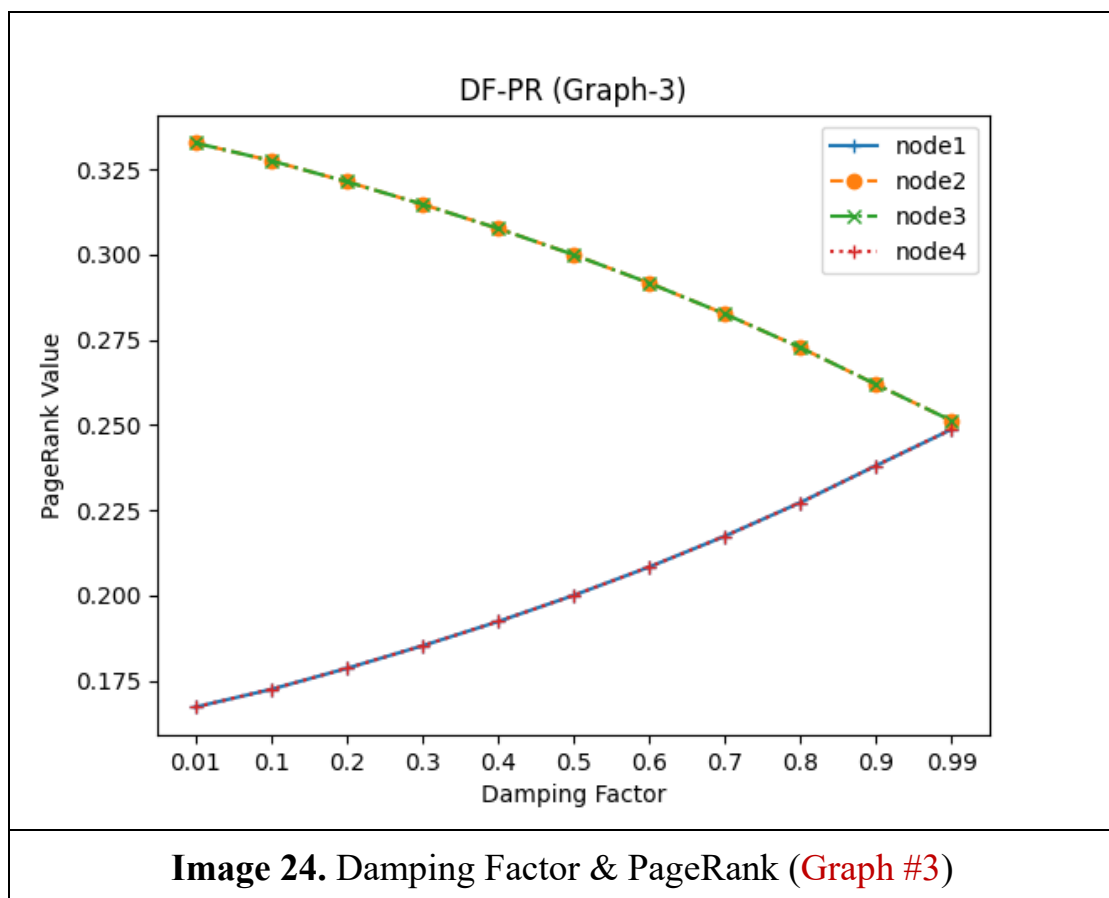 DF-PR (Graph-3)
node1
node2
node3
node4
PageRank Value
0.325
0.300
0.275
0.250
0.225
0.200
0.175
0.01 0.1 0.2 0.3 0.4 0.5 0.6 0.7 0.8 0.9 0.99
Damping Factor
Image 24. Damping Factor & PageRank (Graph #3)